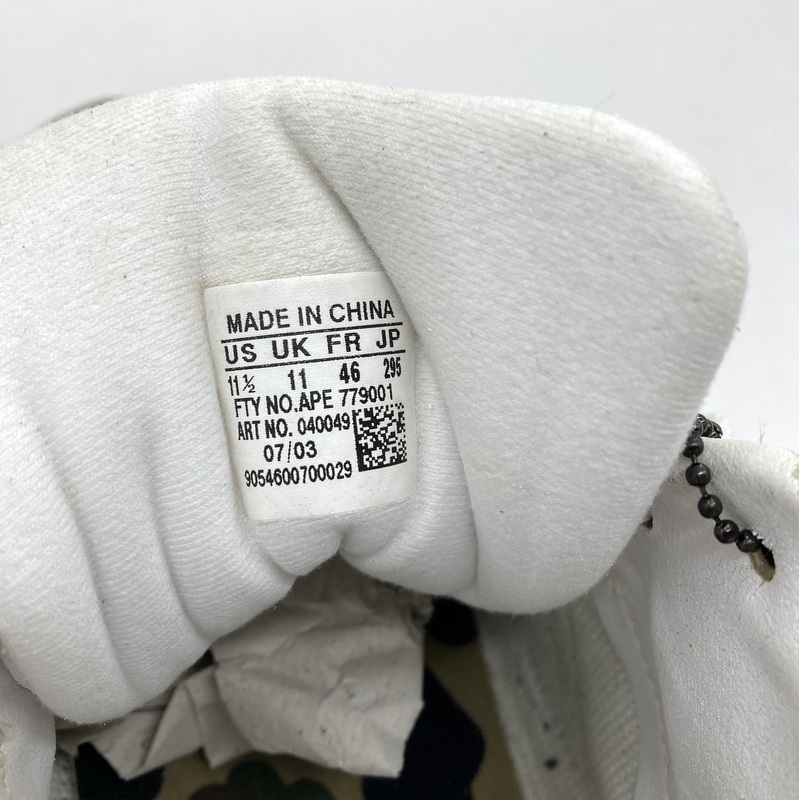 MADE IN CHINA
US UK FR JP
11½ 11 46 295
FTY NO.APE 779001
ART NO. 040049
07/03
9054600700029